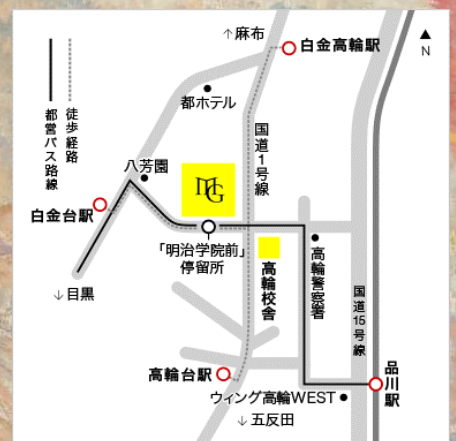 ↑麻布
白金高輪駅
▲
N
都営バス路線
徒歩経路
都ホテル
国道1号線
八芳園
MG
白金台駅
「明治学院前」
停留所
高輪校舎
高輪警察署
↓目黒
国道15号線
高輪台駅
品川駅
ウィング高輪WEST
↓五反田